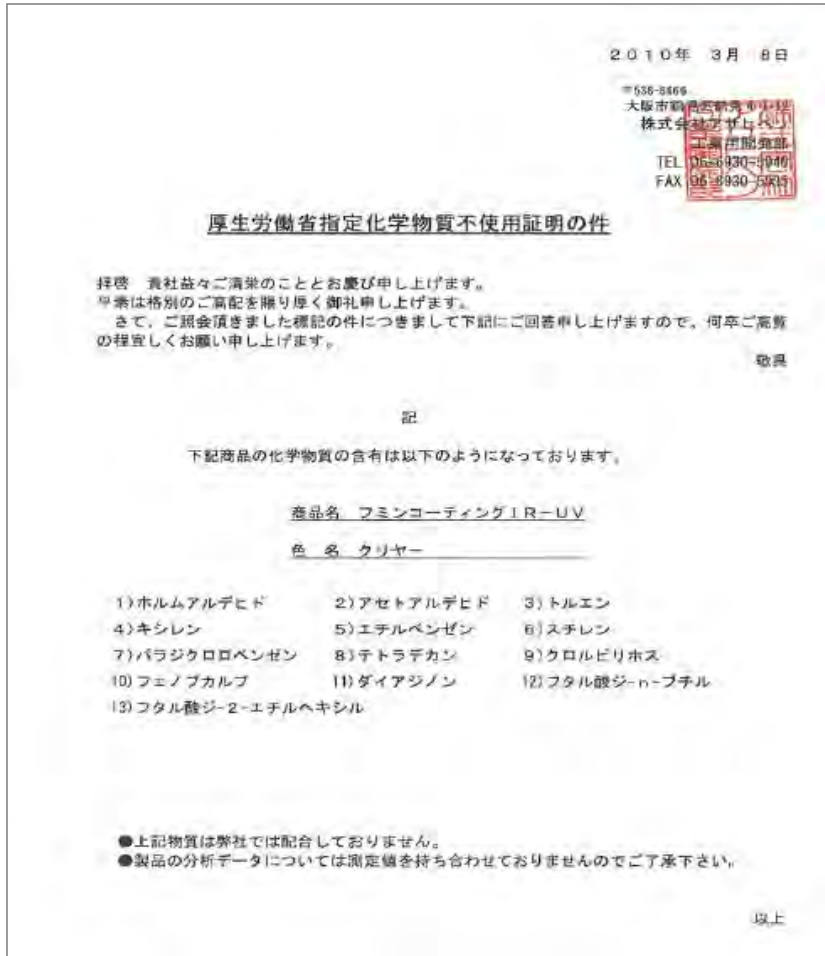 2010年 3月 8日
〒538-
大阪市
株式会社アサヒペン
工業用開発部
TEL 06-6930-
FAX 06-6930-
厚生労働省指定化学物質不使用証明の件
拝啓 貴社益々ご清栄のこととお慶び申し上げます。
平素は格別のご高配を賜り厚く御礼申し上げます。
さて、ご照会頂きました標記の件につきまして下記にご回答申し上げますので、何卒ご高覧
の程宜しくお願い申し上げます。
敬具
記
下記商品の化学物質の含有は以下のようになっております。
商品名 フミンコーティングIR-UV
色 名 クリヤー
1)ホルムアルデヒド 2)アセトアルデヒド 3)トルエン
4)キシレン 5)エチルベンゼン 6)スチレン
7)パラジクロロベンゼン 8)テトラデカン 9)クロルピリホス
10)フェノブカルブ 11)ダイアジノン 12)フタル酸ジ-n-ブチル
13)フタル酸ジ-2-エチルヘキシル
●上記物質は弊社では配合しておりません。
●製品の分析データについては測定値を持ち合わせておりませんのでご了承下さい。
以上